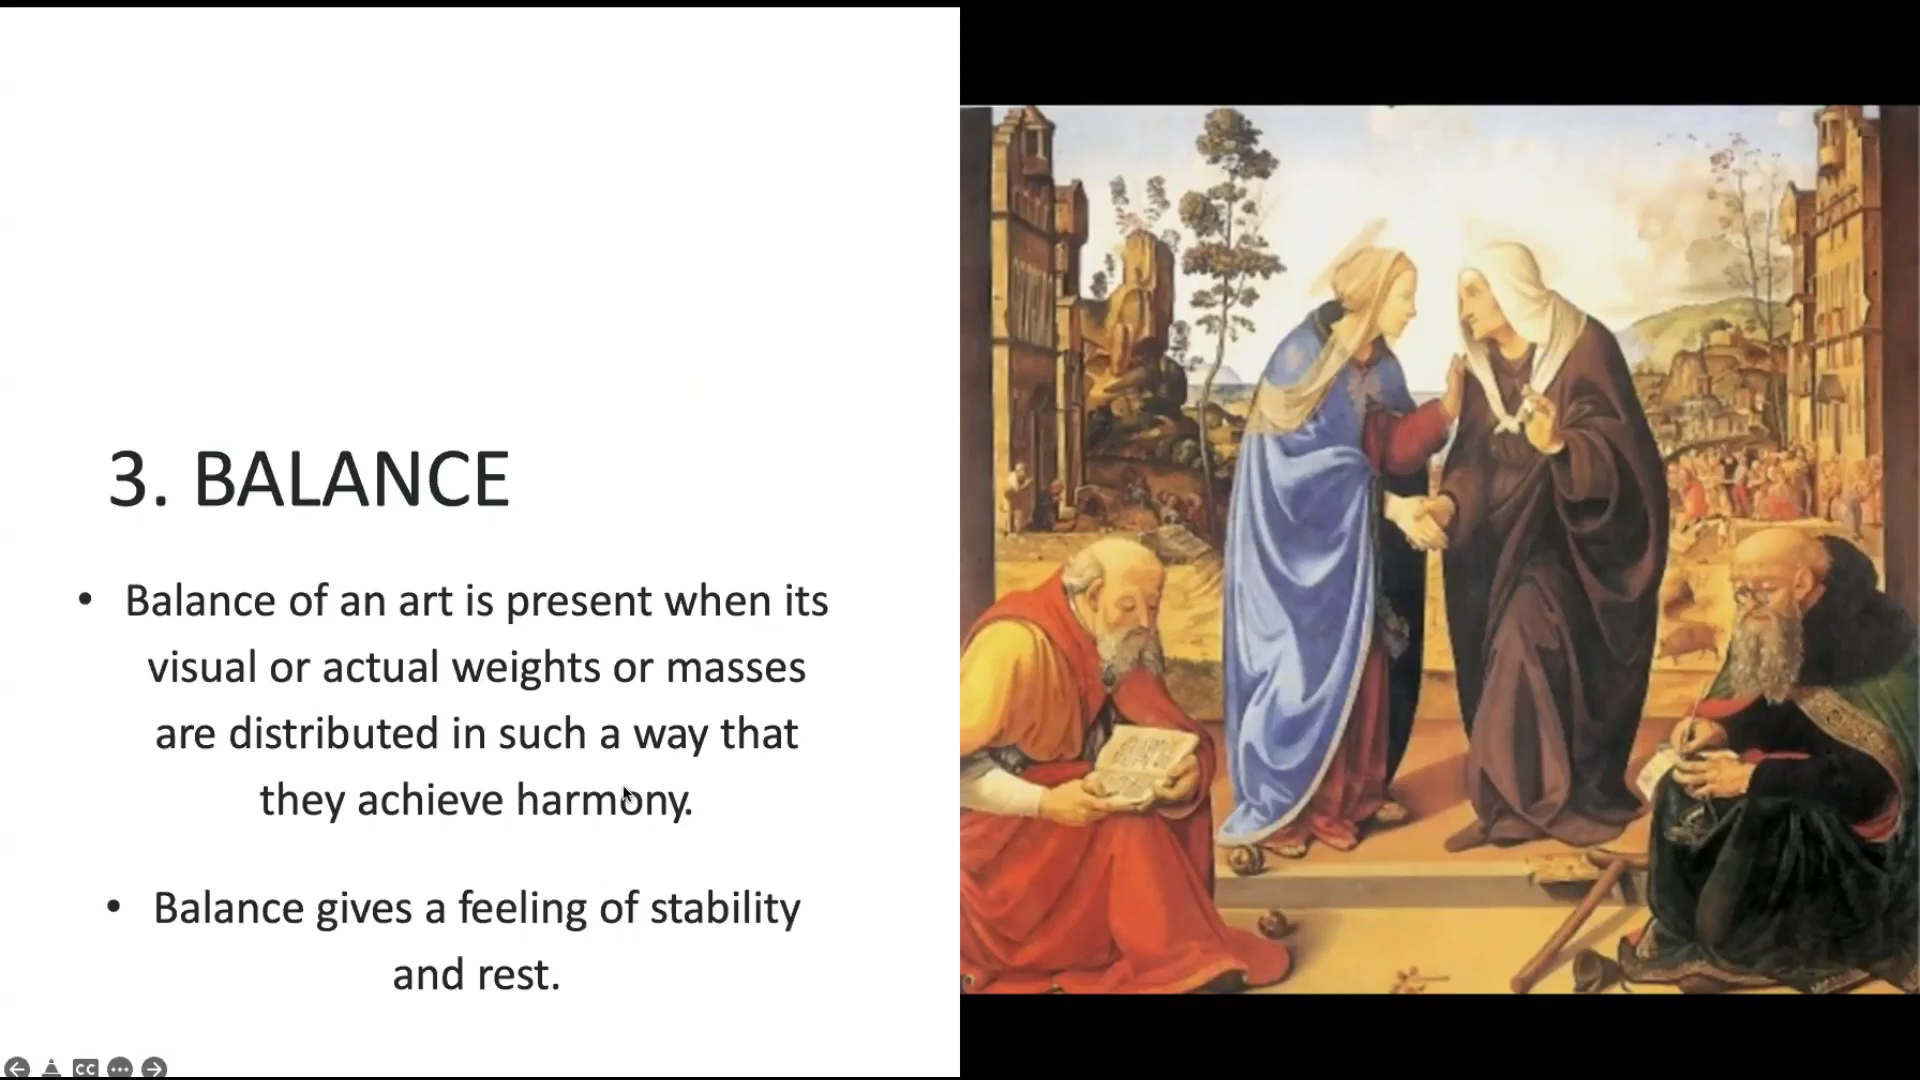 3. BALANCE
• Balance of an art is present when its
visual or actual weights or masses
are distributed in such a way that
they achieve harmony.
• Balance gives a feeling of stability
and rest.
CC